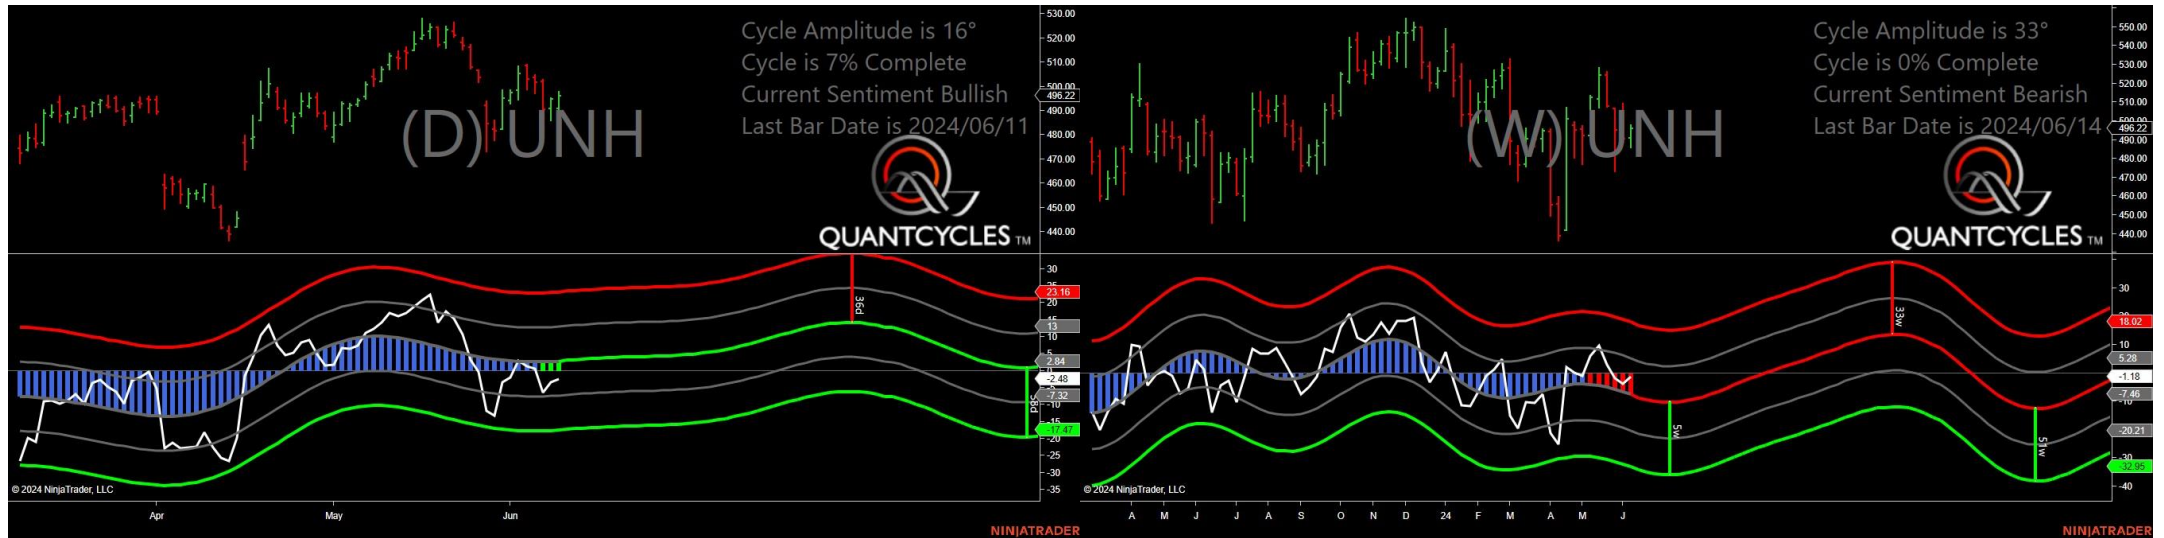 Cycle Amplitude is 16°
Cycle is 7% Complete
Current Sentiment Bullish
Last Bar Date is 2024/06/11
(D) UNH
QUANTCYCLES TM
530.00
520.00
510.00
500.00
496.22
490.00
480.00
470.00
460.00
450.00
440.00
36d
58d
30
23.16
20
15
13
5
2.84
-2.48
-7.32
-10
-17.47
-20
-25
-30
-35
© 2024 NinjaTrader, LLC
Apr May Jun
NINJATRADER
Cycle Amplitude is 33°
Cycle is 0% Complete
Current Sentiment Bearish
Last Bar Date is 2024/06/14
(W) UNH
QUANTCYCLES TM
550.00
540.00
530.00
520.00
510.00
500.00
496.22
490.00
480.00
470.00
460.00
450.00
440.00
33w
5w
51w
30
18.02
10
5.28
-1.18
-7.46
-10
-20.21
-30
-32.95
-40
© 2024 NinjaTrader, LLC
A M J J A S O N D 24 F M A M J
NINJATRADER